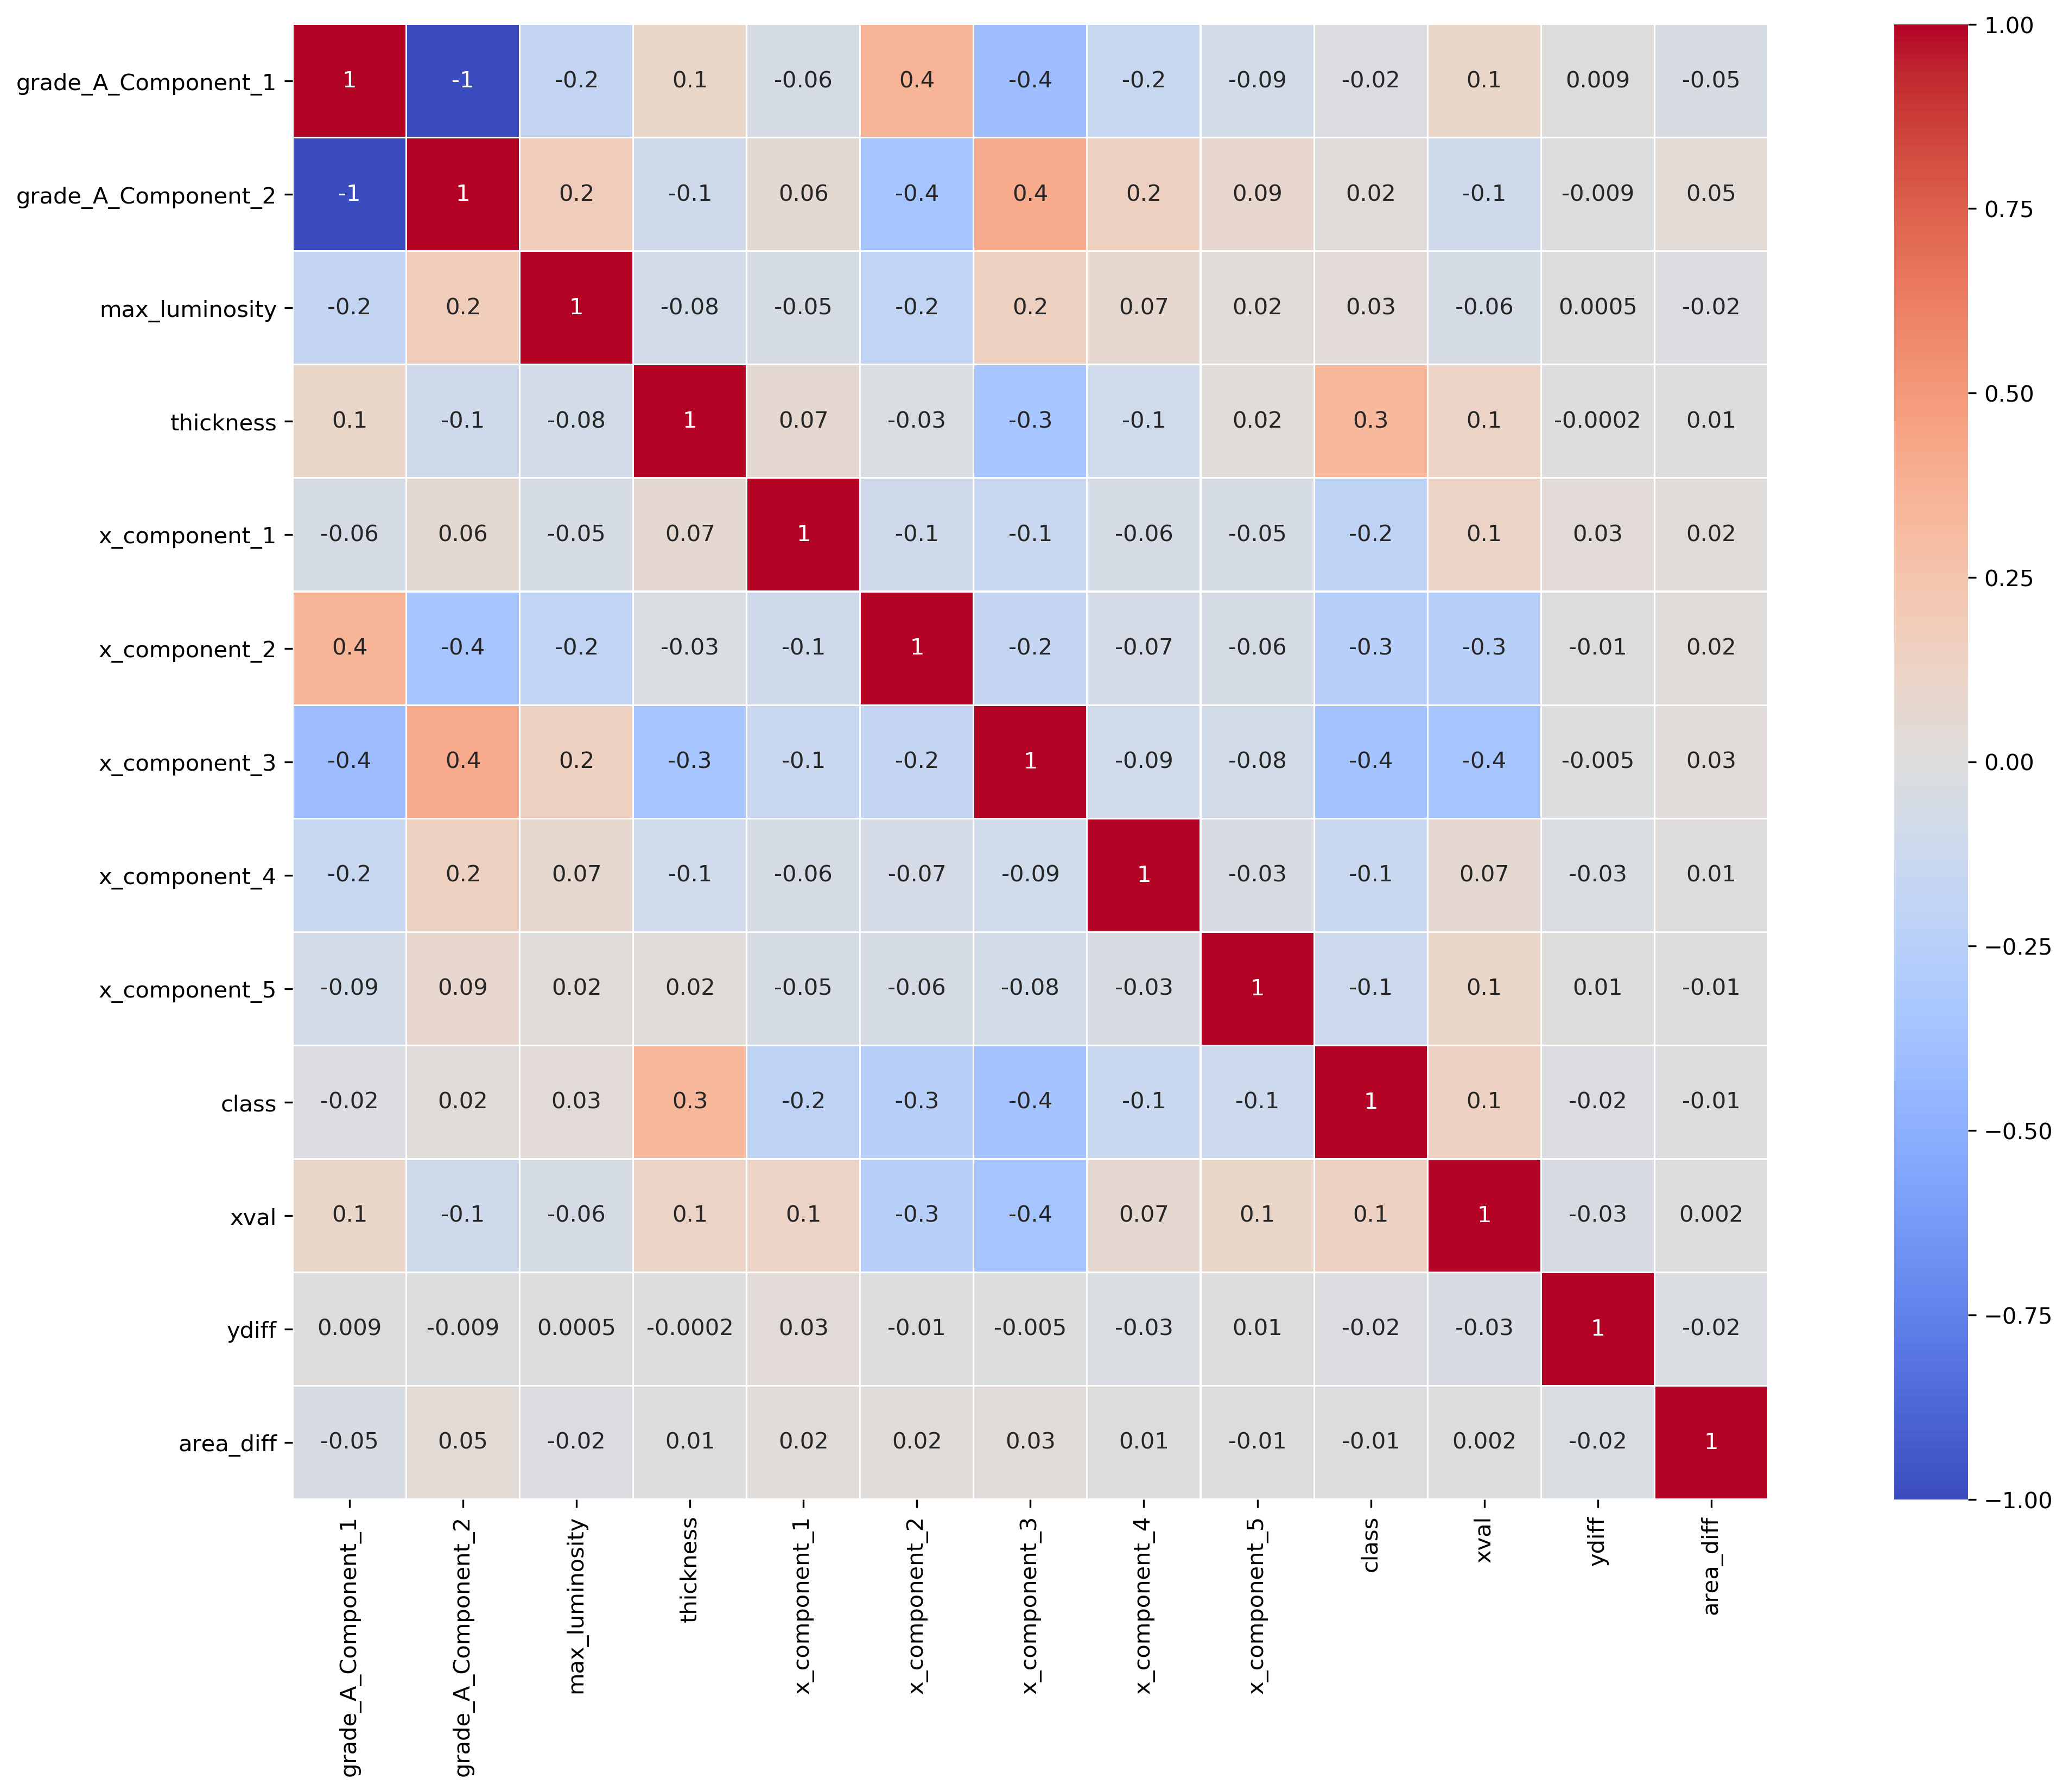 grade_A_Component_1 1 -1 -0.2 0.1 -0.06 0.4 -0.4 -0.2 -0.09 -0.02 0.1 0.009 -0.05
grade_A_Component_2 -1 1 0.2 -0.1 0.06 -0.4 0.4 0.2 0.09 0.02 -0.1 -0.009 0.05
max_luminosity -0.2 0.2 1 -0.08 -0.05 -0.2 0.2 0.07 0.02 0.03 -0.06 0.0005 -0.02
thickness 0.1 -0.1 -0.08 1 0.07 -0.03 -0.3 -0.1 0.02 0.3 0.1 -0.0002 0.01
x_component_1 -0.06 0.06 -0.05 0.07 1 -0.1 -0.1 -0.06 -0.05 -0.2 0.1 0.03 0.02
x_component_2 0.4 -0.4 -0.2 -0.03 -0.1 1 -0.2 -0.07 -0.06 -0.3 -0.3 -0.01 0.02
x_component_3 -0.4 0.4 0.2 -0.3 -0.1 -0.2 1 -0.09 -0.08 -0.4 -0.4 -0.005 0.03
x_component_4 -0.2 0.2 0.07 -0.1 -0.06 -0.07 -0.09 1 -0.03 -0.1 0.07 -0.03 0.01
x_component_5 -0.09 0.09 0.02 0.02 -0.05 -0.06 -0.08 -0.03 1 -0.1 0.1 0.01 -0.01
class -0.02 0.02 0.03 0.3 -0.2 -0.3 -0.4 -0.1 -0.1 1 0.1 -0.02 -0.01
xval 0.1 -0.1 -0.06 0.1 0.1 -0.3 -0.4 0.07 0.1 0.1 1 -0.03 0.002
ydiff 0.009 -0.009 0.0005 -0.0002 0.03 -0.01 -0.005 -0.03 0.01 -0.02 -0.03 1 -0.02
area_diff -0.05 0.05 -0.02 0.01 0.02 0.02 0.03 0.01 -0.01 -0.01 0.002 -0.02 1
grade_A_Component_1
grade_A_Component_2
max_luminosity
thickness
x_component_1
x_component_2
x_component_3
x_component_4
x_component_5
class
xval
ydiff
area_diff
1.00
0.75
0.50
0.25
0.00
−0.25
−0.50
−0.75
−1.00